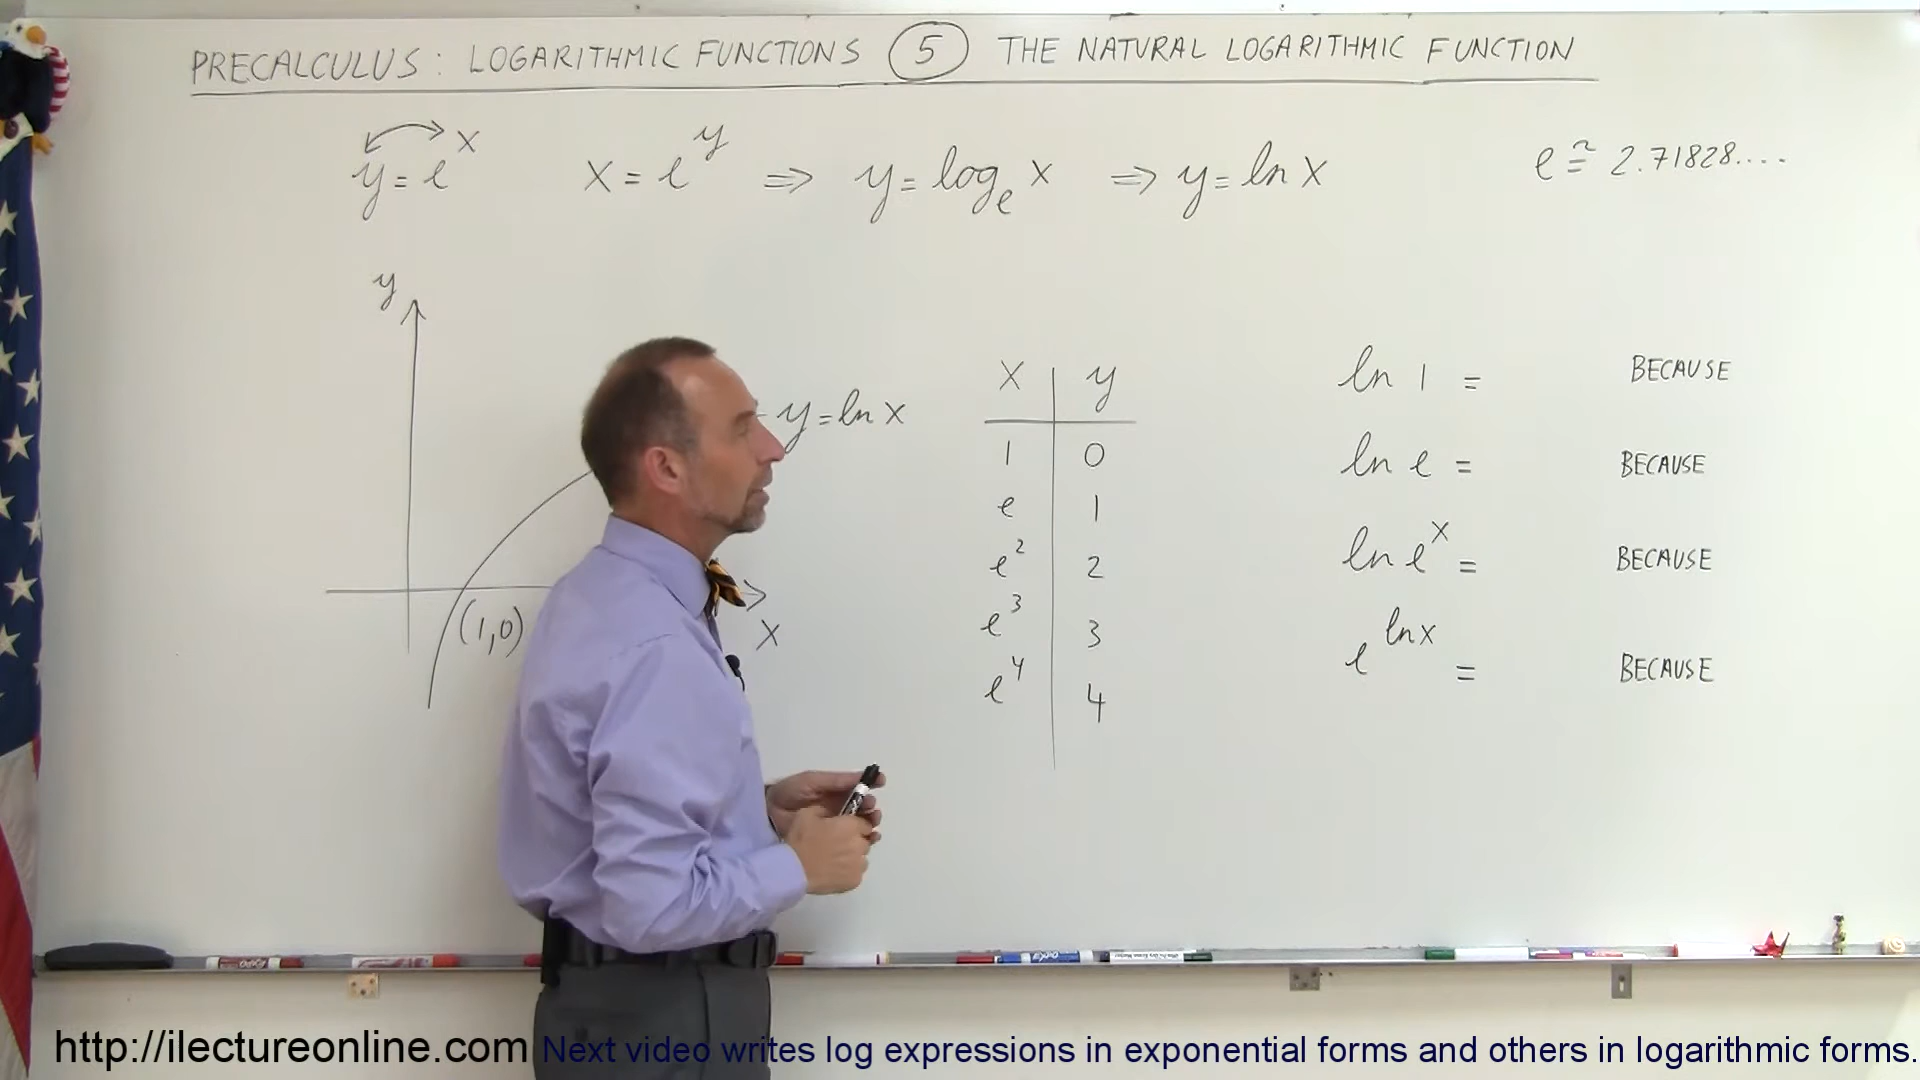 PRECALCULUS: LOGARITHMIC FUNCTIONS 5 THE NATURAL LOGARITHMIC FUNCTION
y = e^x x = e^y ⇒ y = log_e x ⇒ y = ln x e ≅ 2.71828....
y
y = ln x
(1,0)
x
x y
1 0
e 1
e^2 2
e^3 3
e^4 4
ln 1 = BECAUSE
ln e = BECAUSE
ln e^x = BECAUSE
e^ln x = BECAUSE
http://ilectureonline.com Next video writes log expressions in exponential forms and others in logarithmic forms.